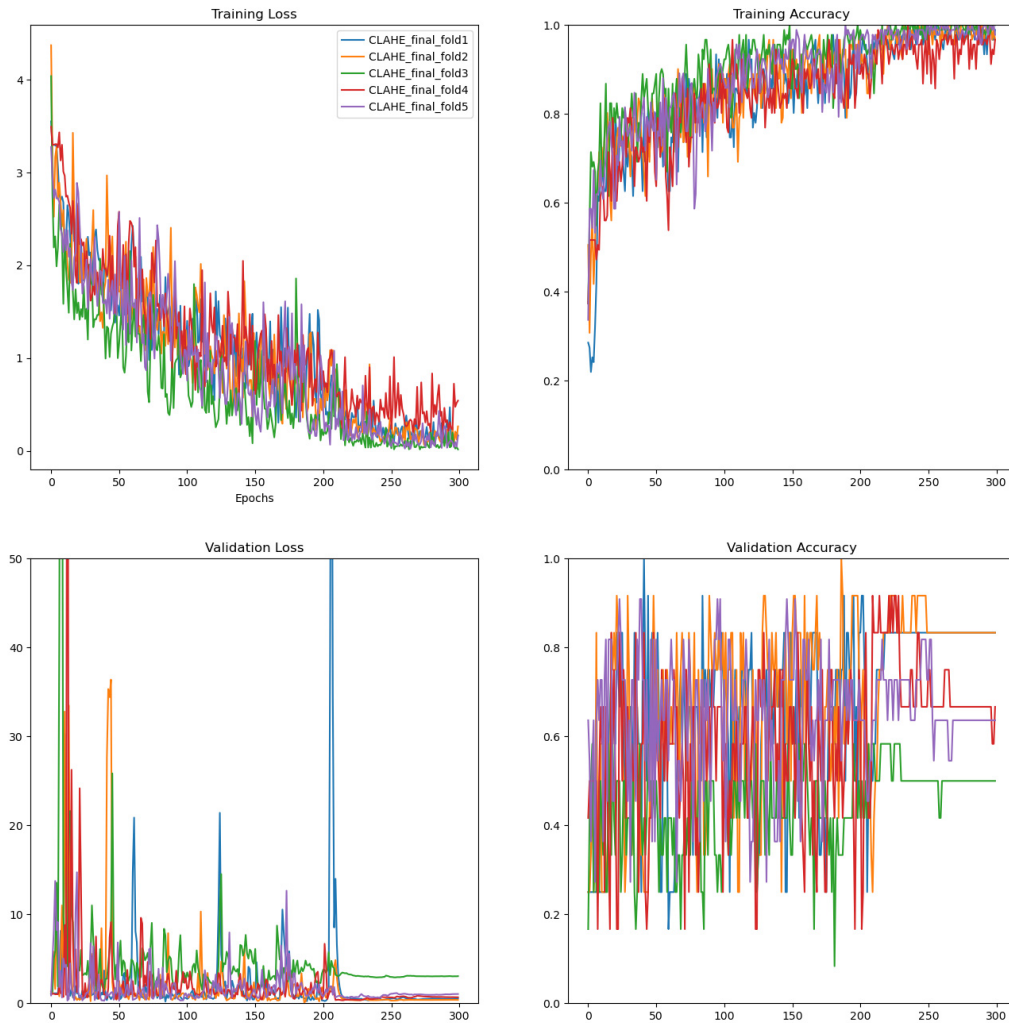 Training Loss
4
3
2
1
0
0 50 100 150 200 250 300
Epochs
CLAHE_final_fold1
CLAHE_final_fold2
CLAHE_final_fold3
CLAHE_final_fold4
CLAHE_final_fold5
Training Accuracy
1.0
0.8
0.6
0.4
0.2
0.0
0 50 100 150 200 250 300
Validation Loss
50
40
30
20
10
0
0 50 100 150 200 250 300
Validation Accuracy
1.0
0.8
0.6
0.4
0.2
0.0
0 50 100 150 200 250 300